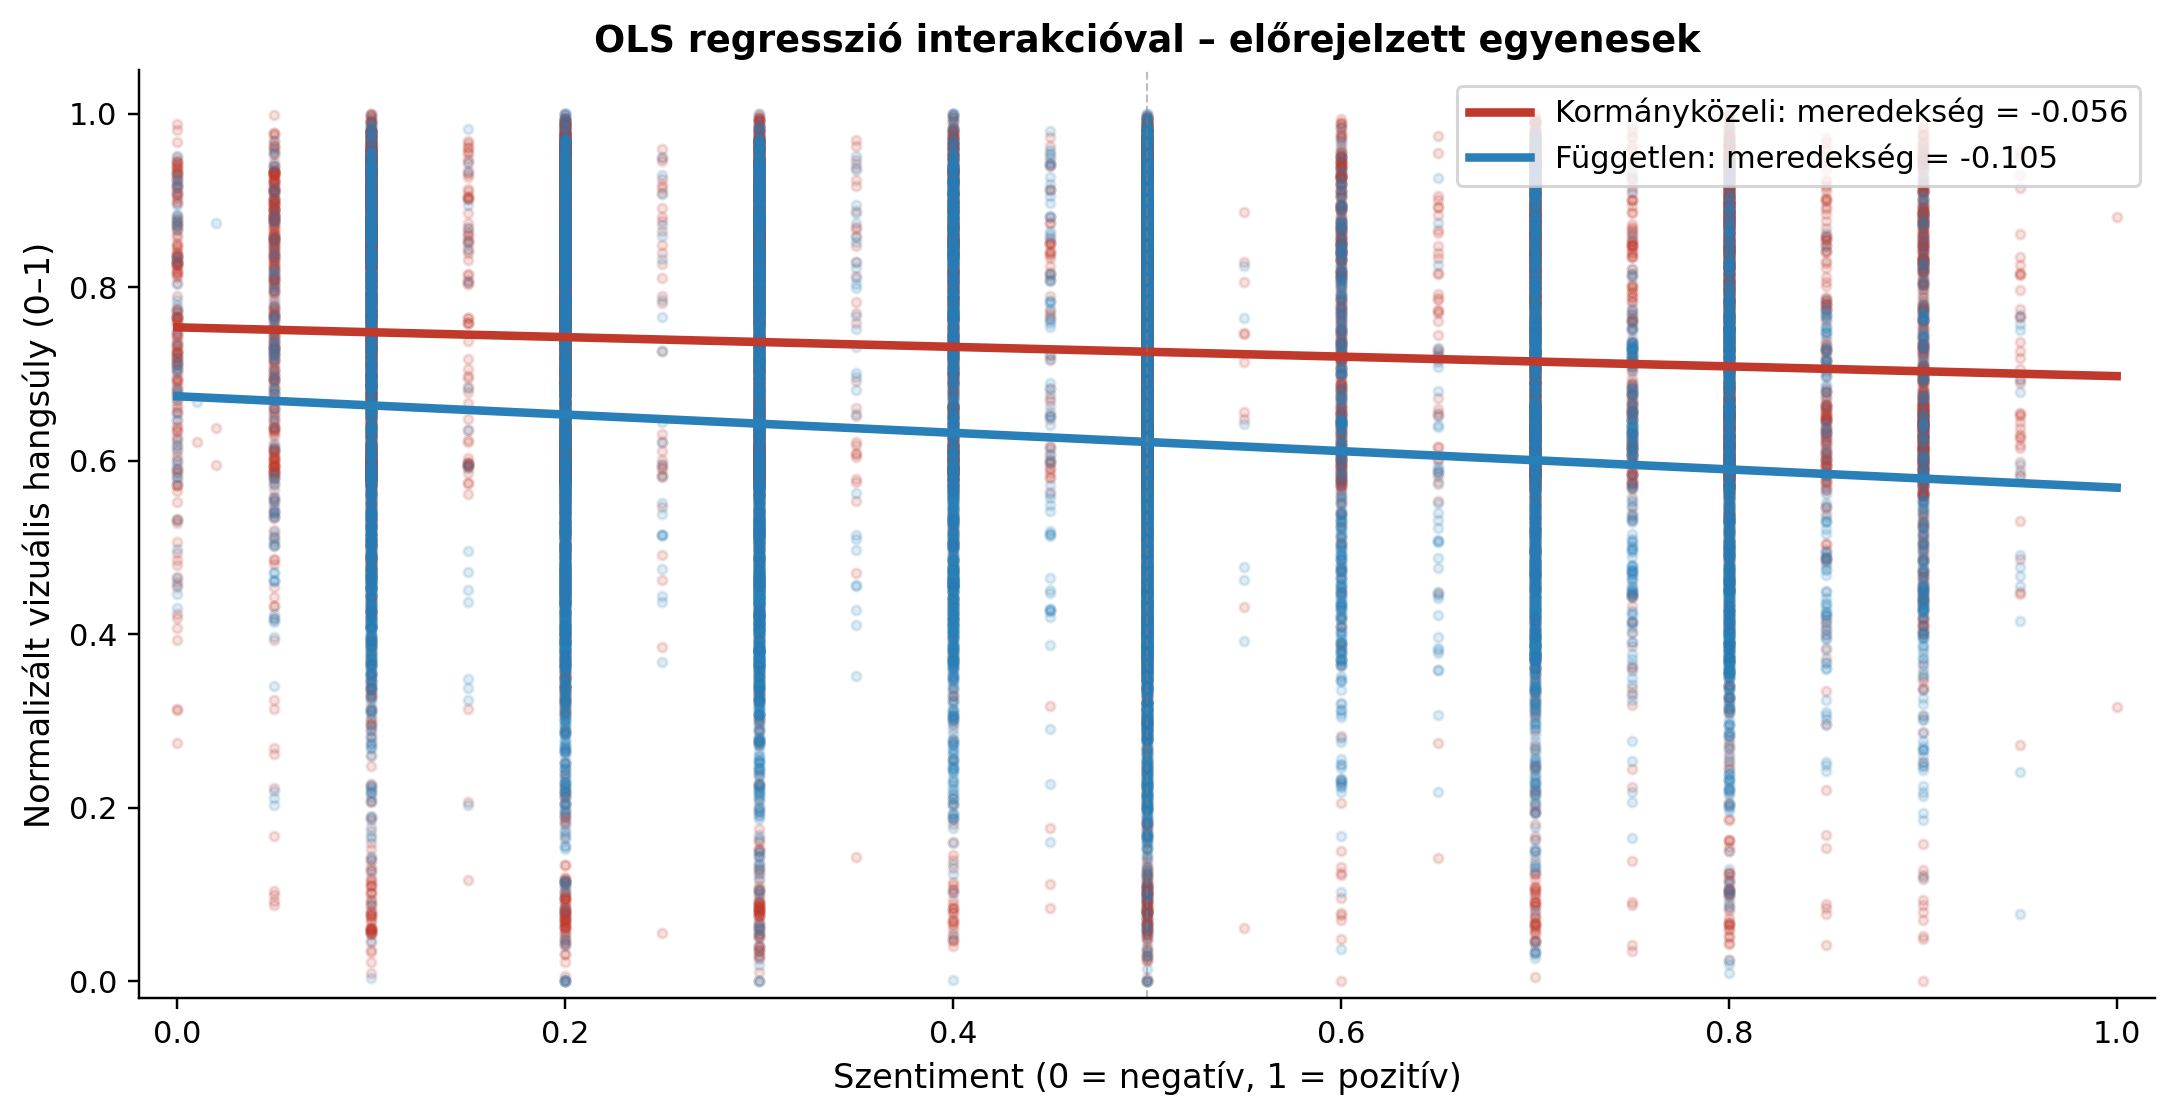 OLS regresszió interakcióval – előrejelzett egyenesek
Kormányközeli: meredekség = -0.056
Független: meredekség = -0.105
Normalizált vizuális hangsúly (0–1)
1.0
0.8
0.6
0.4
0.2
0.0
0.0 0.2 0.4 0.6 0.8 1.0
Szentiment (0 = negatív, 1 = pozitív)